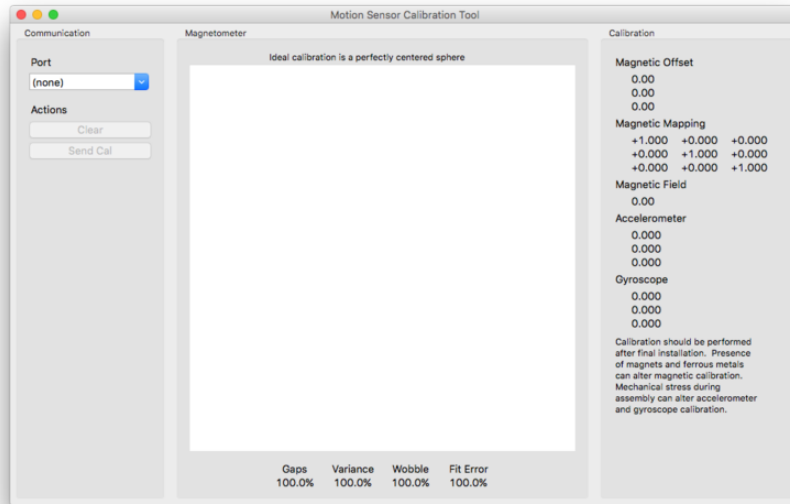 Motion Sensor Calibration Tool
Communication
Port
(none)
Actions
Clear
Send Cal
Magnetometer
Ideal calibration is a perfectly centered sphere
Gaps Variance Wobble Fit Error
100.0% 100.0% 100.0% 100.0%
Calibration
Magnetic Offset
0.00
0.00
0.00
Magnetic Mapping
+1.000 +0.000 +0.000
+0.000 +1.000 +0.000
+0.000 +0.000 +1.000
Magnetic Field
0.00
Accelerometer
0.000
0.000
0.000
Gyroscope
0.000
0.000
0.000
Calibration should be performed
after final installation. Presence
of magnets and ferrous metals
can alter magnetic calibration.
Mechanical stress during
assembly can alter accelerometer
and gyroscope calibration.